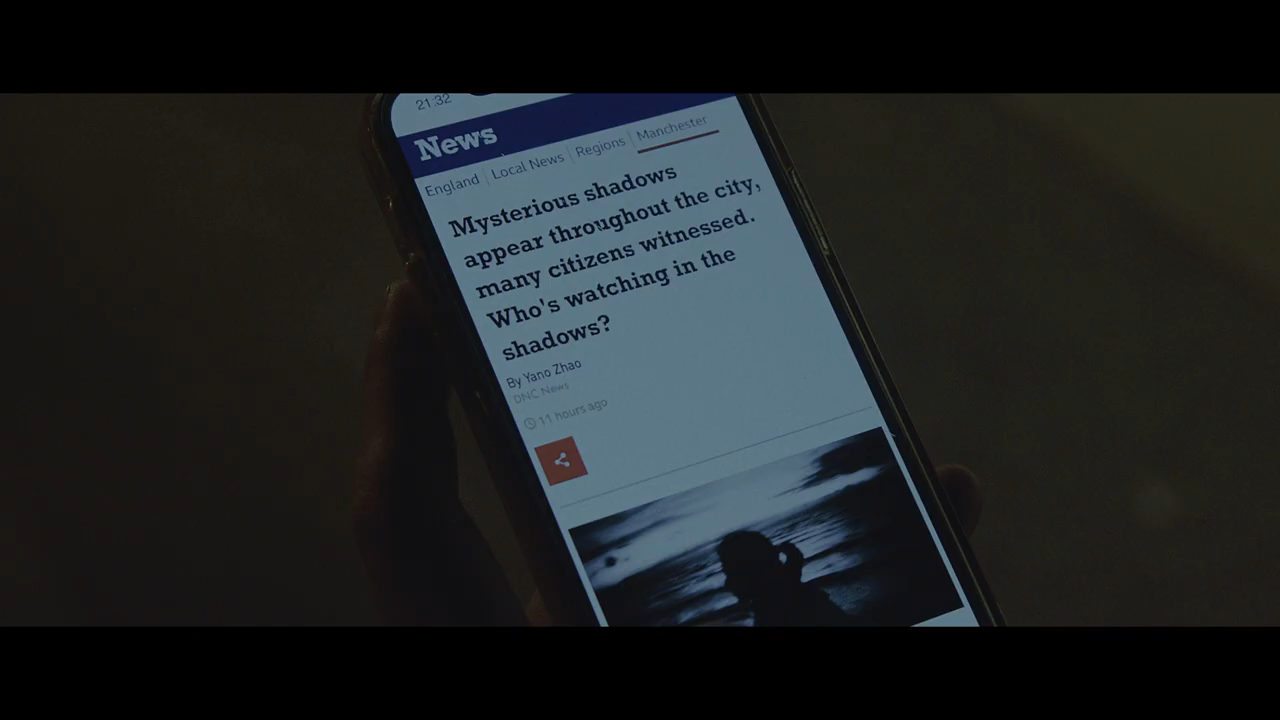 21:32
News
England Local News Regions Manchester
Mysterious shadows
appear throughout the city,
many citizens witnessed.
Who's watching in the
shadows?
By Yano Zhao
DNC News
11 hours ago